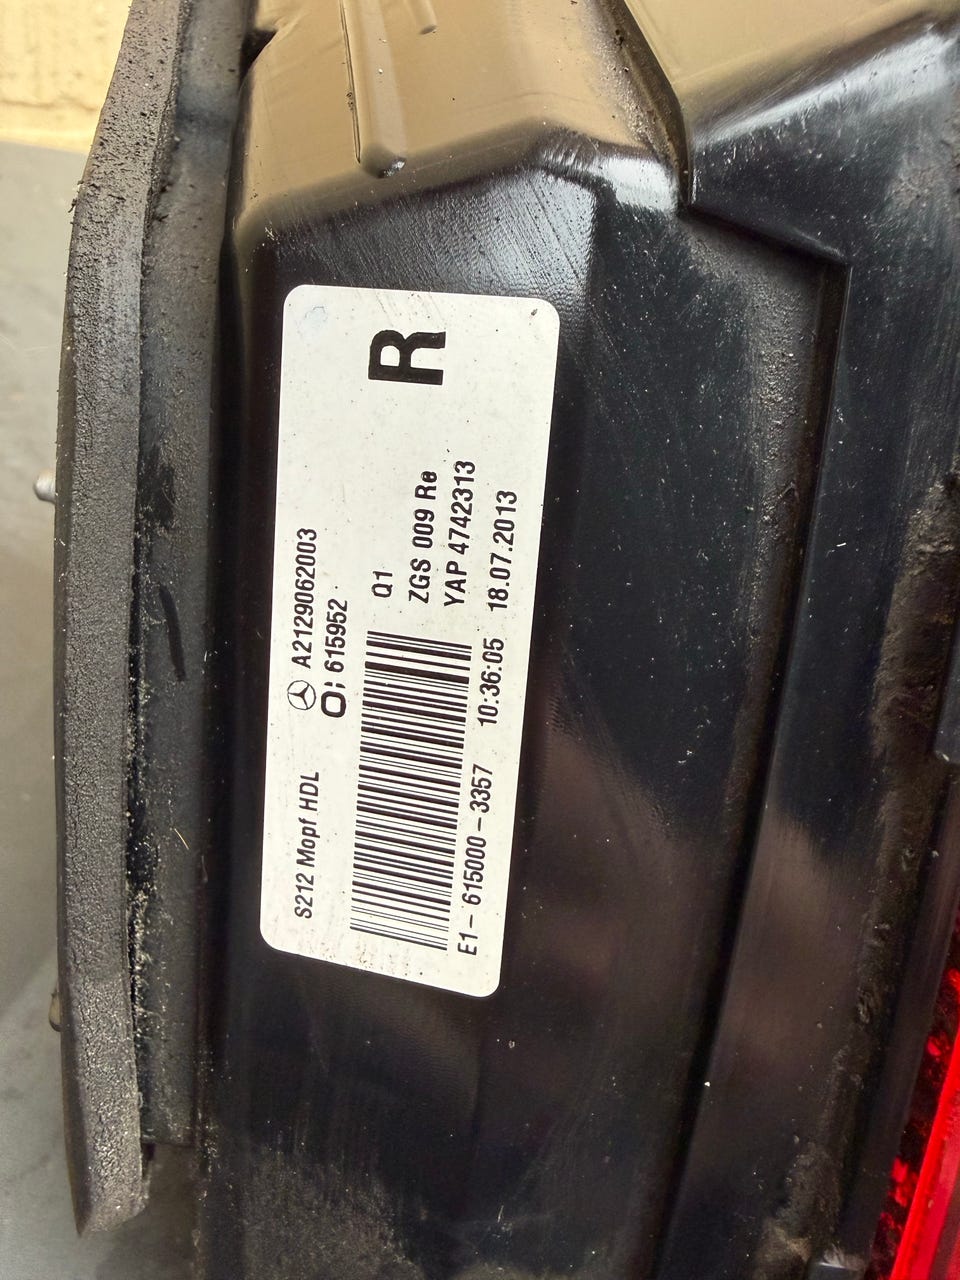 S212 Mopf HDL
A2129062003
O; 615952
R
Q1
ZGS 009 Re
YAP 4742313
E1 - 615000 - 3357 10:36:05 18.07.2013